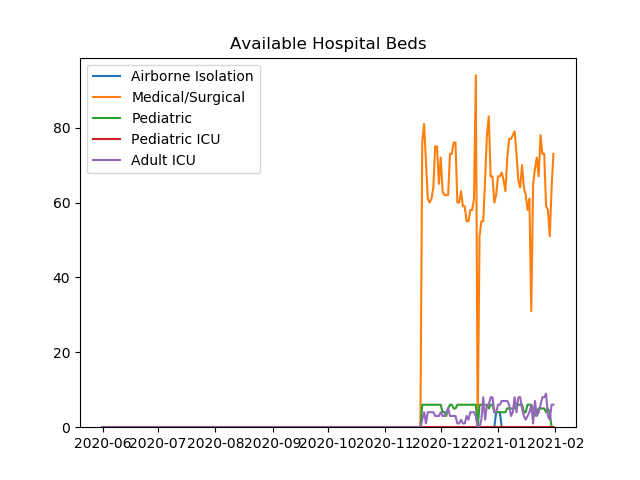 Available Hospital Beds
Airborne Isolation
Medical/Surgical
Pediatric
Pediatric ICU
Adult ICU
80
60
40
20
0
2020-06 2020-07 2020-08 2020-09 2020-10 2020-11 2020-12 2021-01 2021-02